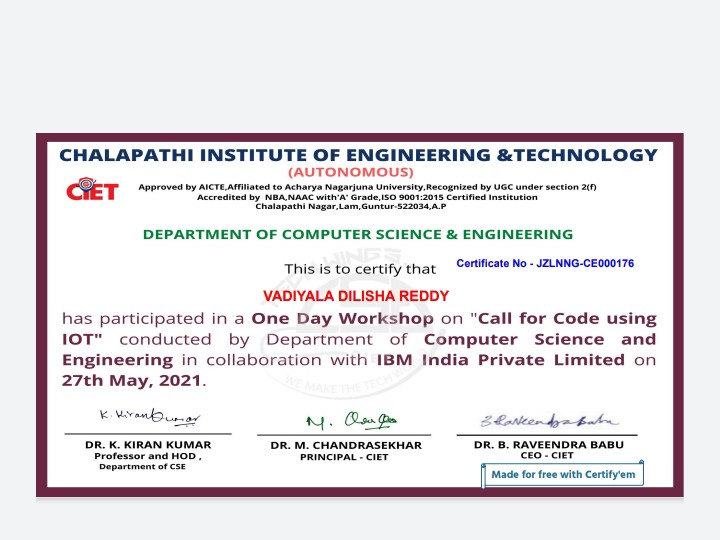 CHALAPATHI INSTITUTE OF ENGINEERING &TECHNOLOGY
(AUTONOMOUS)
CIET
Approved by AICTE,Affiliated to Acharya Nagarjuna University,Recognized by UGC under section 2(f)
Accredited by NBA,NAAC with'A' Grade,ISO 9001:2015 Certified Institution
Chalapathi Nagar,Lam,Guntur-522034,A.P
DEPARTMENT OF COMPUTER SCIENCE & ENGINEERING
This is to certify that
Certificate No - JZLNNG-CE000176
VADIYALA DILISHA REDDY
has participated in a One Day Workshop on "Call for Code using
IOT" conducted by Department of Computer Science and
Engineering in collaboration with IBM India Private Limited on
27th May, 2021.
WE MAKE THE TECH
K. Kirankumar
DR. K. KIRAN KUMAR
Professor and HOD ,
Department of CSE
DR. M. CHANDRASEKHAR
PRINCIPAL - CIET
DR. B. RAVEENDRA BABU
CEO - CIET
Made for free with Certify'em